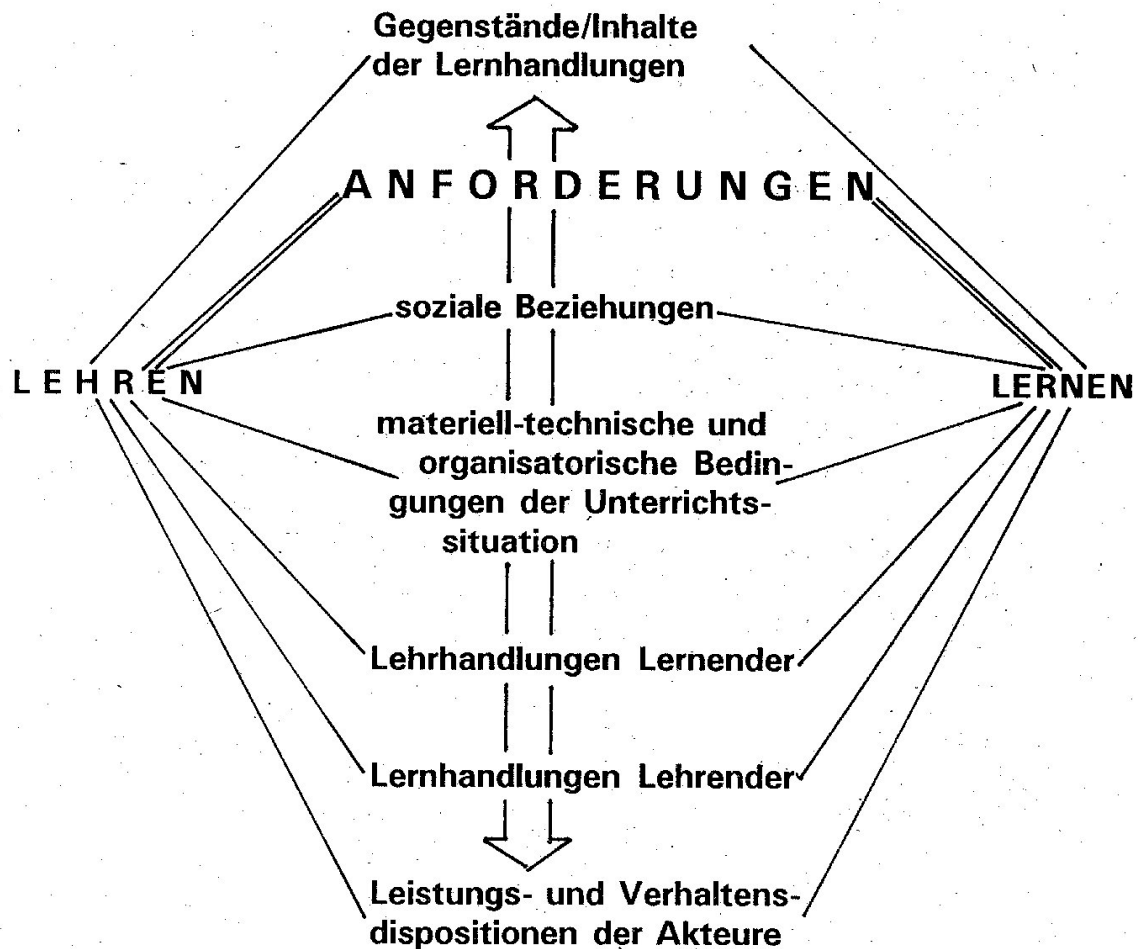 Gegenstände/Inhalte
der Lernhandlungen
ANFORDERUNGEN
soziale Beziehungen
LEHREN
LERNEN
materiell-technische und
organisatorische Bedin-
gungen der Unterrichts-
situation
Lehrhandlungen Lernender
Lernhandlungen Lehrender
Leistungs- und Verhaltens-
dispositionen der Akteure